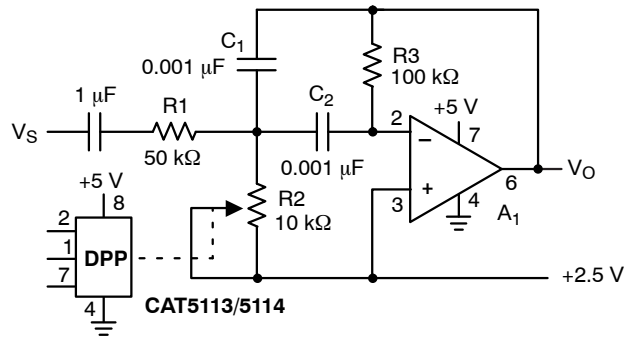 C1
0.001 μF
R3
100 kΩ
1 μF
R1
C2
+5 V
VS
2
7
50 kΩ
0.001 μF
−
VO
+5 V
8
R2
10 kΩ
+
3
6
4
A1
2
1
7
DPP
4
CAT5113/5114
+2.5 V